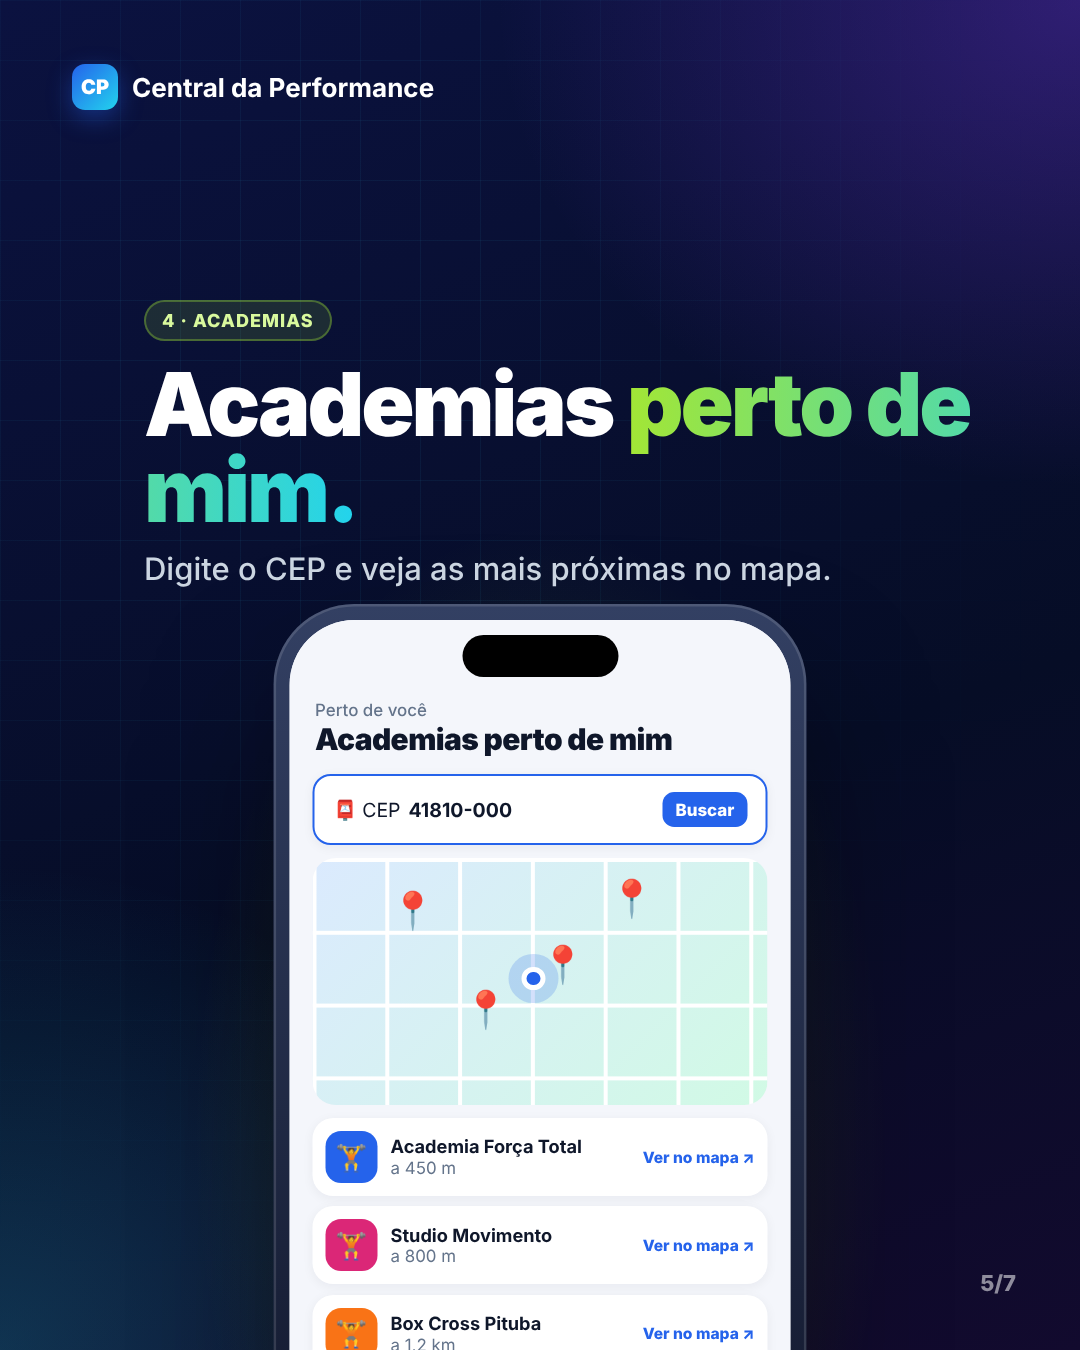 CP Central da Performance
4 · ACADEMIAS
Academias perto de
mim.
Digite o CEP e veja as mais próximas no mapa.
Perto de você
Academias perto de mim
CEP 41810-000 Buscar
Academia Força Total
a 450 m
Ver no mapa ↗
Studio Movimento
a 800 m
Ver no mapa ↗
Box Cross Pituba
a 1,2 km
Ver no mapa ↗
5/7